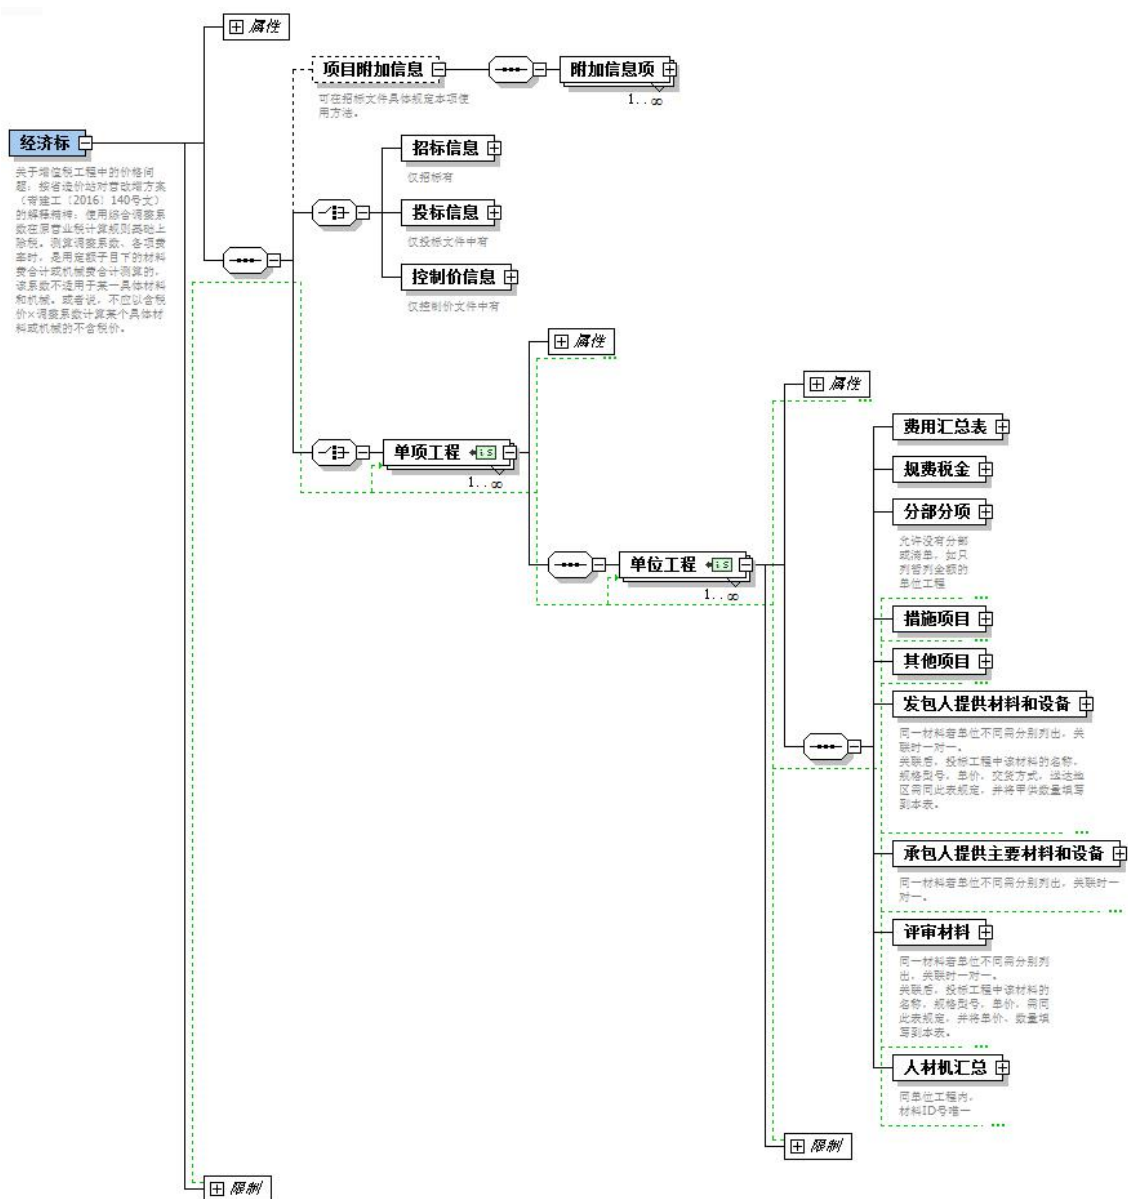 属性
项目附加信息
附加信息项
可在招标文件具体规定本项使
用方法。
1..∞
经济标
关于增值税工程中的价格问
题：按省造价站对营改增方案
（青建工〔2016〕140号文）
的解释精神：使用综合调整系
数在原营业税计算规则基础上
除税。测算调整系数、各项费
率时，是用定额子目下的材料
费合计或机械费合计测算的，
该系数不适用于某一具体材料
和机械。或者说，不应以含税
价×调整系数计算某个具体材
料或机械的不含税价。
招标信息
仅招标有
投标信息
仅投标文件中有
控制价信息
仅控制价文件中有
属性
单项工程
is
1..∞
单位工程
is
1..∞
属性
费用汇总表
规费税金
分部分项
允许没有分部
或清单，如只
列暂列金额的
单位工程
措施项目
其他项目
发包人提供材料和设备
同一材料若单位不同需分别列出，关
联时一对一。
关联后，投标工程中该材料的名称，
规格型号，单价，交货方式，送达地
区需同此表规定，并将甲供数量填写
到本表。
承包人提供主要材料和设备
同一材料若单位不同需分别列出，关联时一
对一。
评审材料
同一材料若单位不同需分别列
出，关联时一对一。
关联后，投标工程中该材料的
名称，规格型号，单价，需同
此表规定，并将单价、数量填
写到本表。
人材机汇总
同单位工程内，
材料ID号唯一
限制
限制